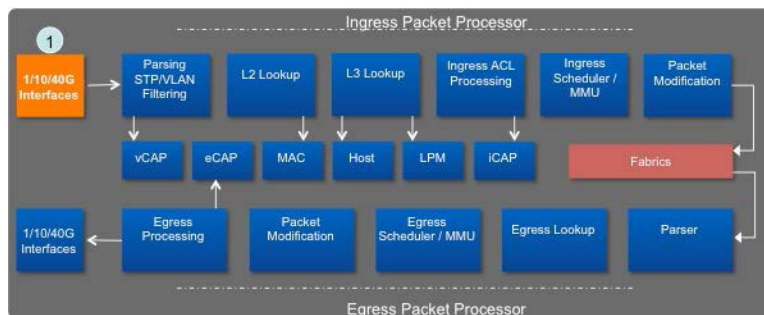 Ingress Packet Processor
1
1/10/40G
Interfaces
Parsing
STP/VLAN
Filtering
L2 Lookup
L3 Lookup
Ingress ACL
Processing
Ingress
Scheduler /
MMU
Packet
Modification
vCAP
eCAP
MAC
Host
LPM
iCAP
Fabrics
1/10/40G
Interfaces
Egress
Processing
Packet
Modification
Egress
Scheduler / MMU
Egress Lookup
Parser
Egress Packet Processor